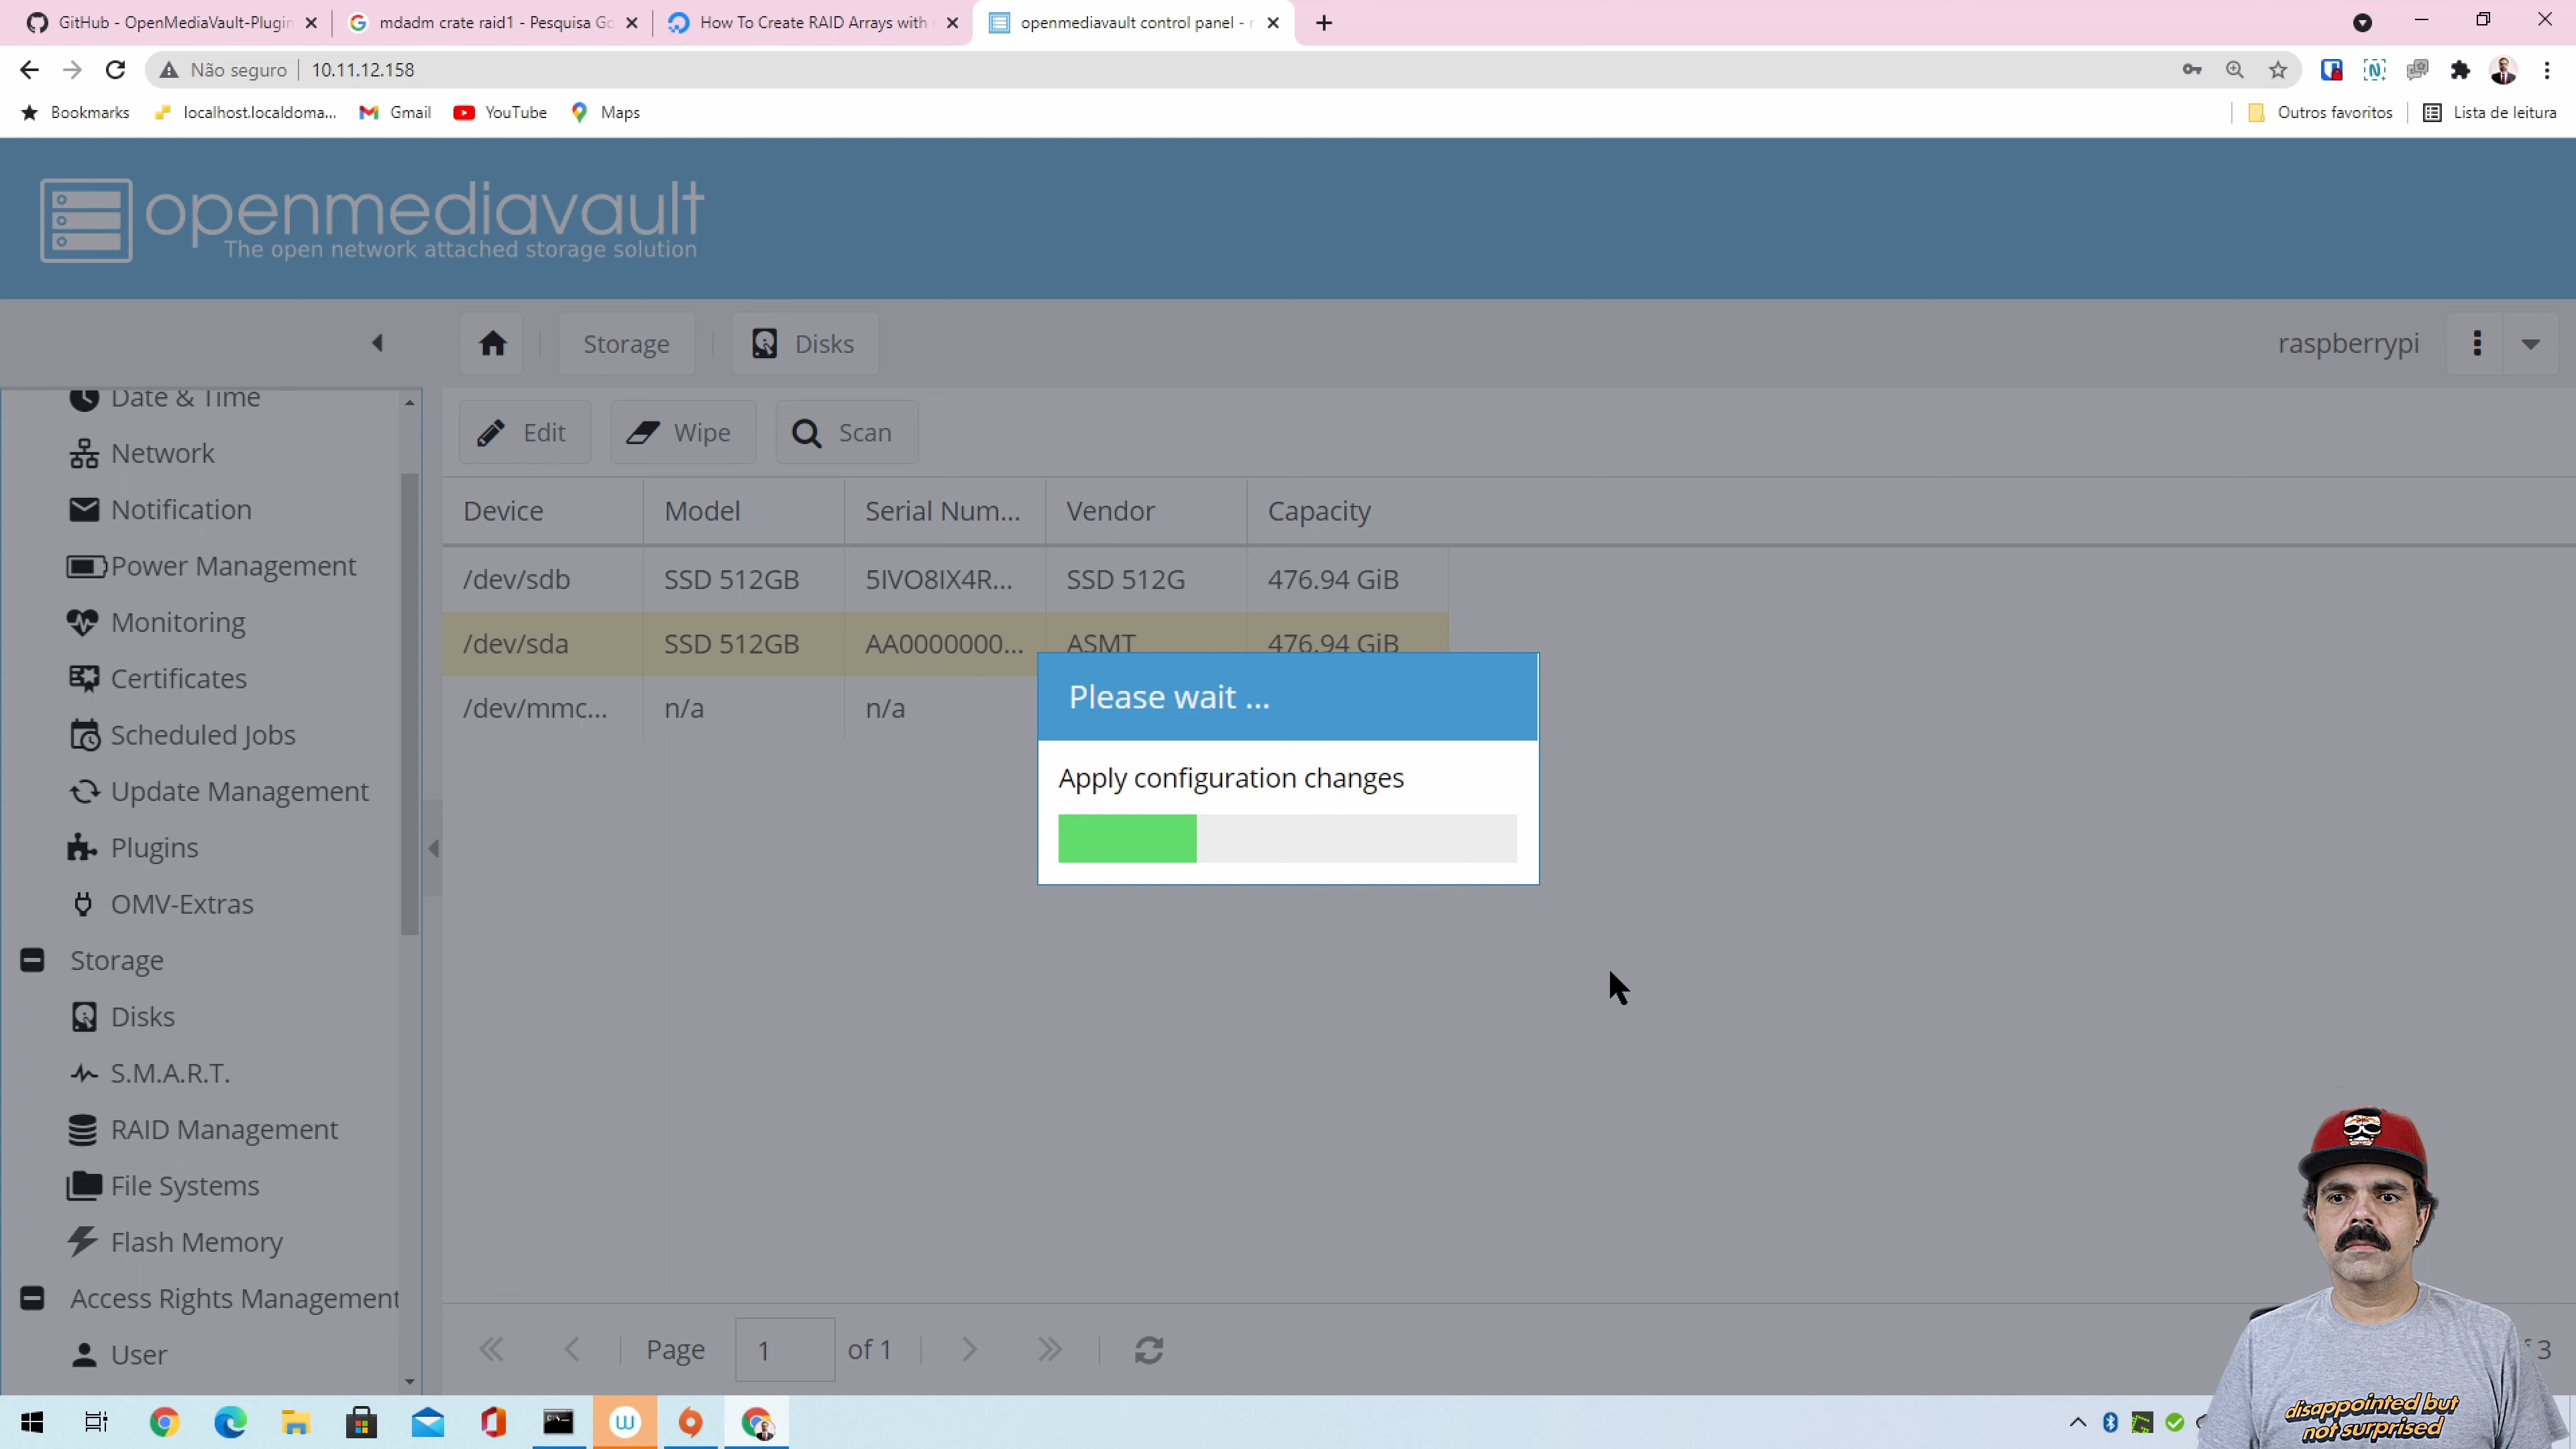 GitHub - OpenMediaVault-Plugin
mdadm crate raid1 - Pesquisa Go
How To Create RAID Arrays with
openmediavault control panel -
Não seguro
10.11.12.158
Bookmarks
localhost.localdoma...
Gmail
YouTube
Maps
Outros favoritos
Lista de leitura
openmediavault
The open network attached storage solution
Storage
Disks
raspberrypi
Date & Time
Network
Notification
Power Management
Monitoring
Certificates
Scheduled Jobs
Update Management
Plugins
OMV-Extras
Storage
Disks
S.M.A.R.T.
RAID Management
File Systems
Flash Memory
Access Rights Management
User
Edit
Wipe
Scan
Device Model Serial Num... Vendor Capacity
/dev/sdb SSD 512GB 5IVO8IX4R... SSD 512G 476.94 GiB
/dev/sda SSD 512GB AA0000000... ASMT 476.94 GiB
/dev/mmc... n/a n/a
Please wait ...
Apply configuration changes
Page 1 of 1
3
disappointed but
not surprised